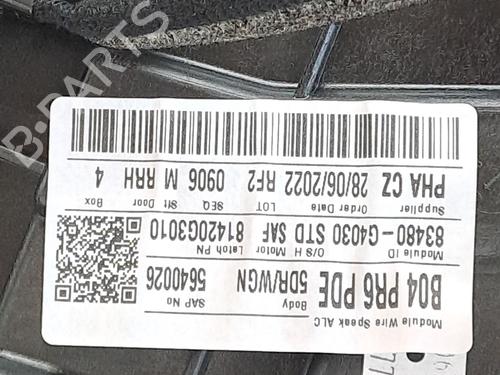 Module Wire Speak ALC Body SAP No
B04 PR6 PDE 5DR/WGN 5640026
Module ID O/S H Motor Latch PN
83480-G4030 STD SAF 81420G3010
Supplier Order Date LOT SEQ Sft Door Box
PHA CZ 28/06/2022 RF2 0906 M RRH 4
B-PARTS